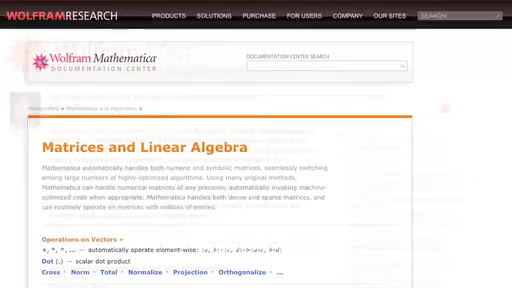 WOLFRAMRESEARCH PRODUCTS SOLUTIONS PURCHASE FOR USERS COMPANY OUR SITES SEARCH
Wolfram Mathematica
DOCUMENTATION CENTER
DOCUMENTATION CENTER SEARCH
Mathematica > Mathematics and Algorithms >
Matrices and Linear Algebra
Mathematica automatically handles both numeric and symbolic matrices, seamlessly switching
among large numbers of highly-optimized algorithms. Using many original methods,
Mathematica can handle numerical matrices of any precision, automatically invoking machine-
optimized code when appropriate. Mathematica handles both dense and sparse matrices, and
can routinely operate on matrices with millions of entries.
Operations on Vectors »
+, *, ^, ... — automatically operate element-wise: {a, b}+{c, d}->{a+c, b+d}
Dot (.) — scalar dot product
Cross · Norm · Total · Normalize · Projection · Orthogonalize · ...